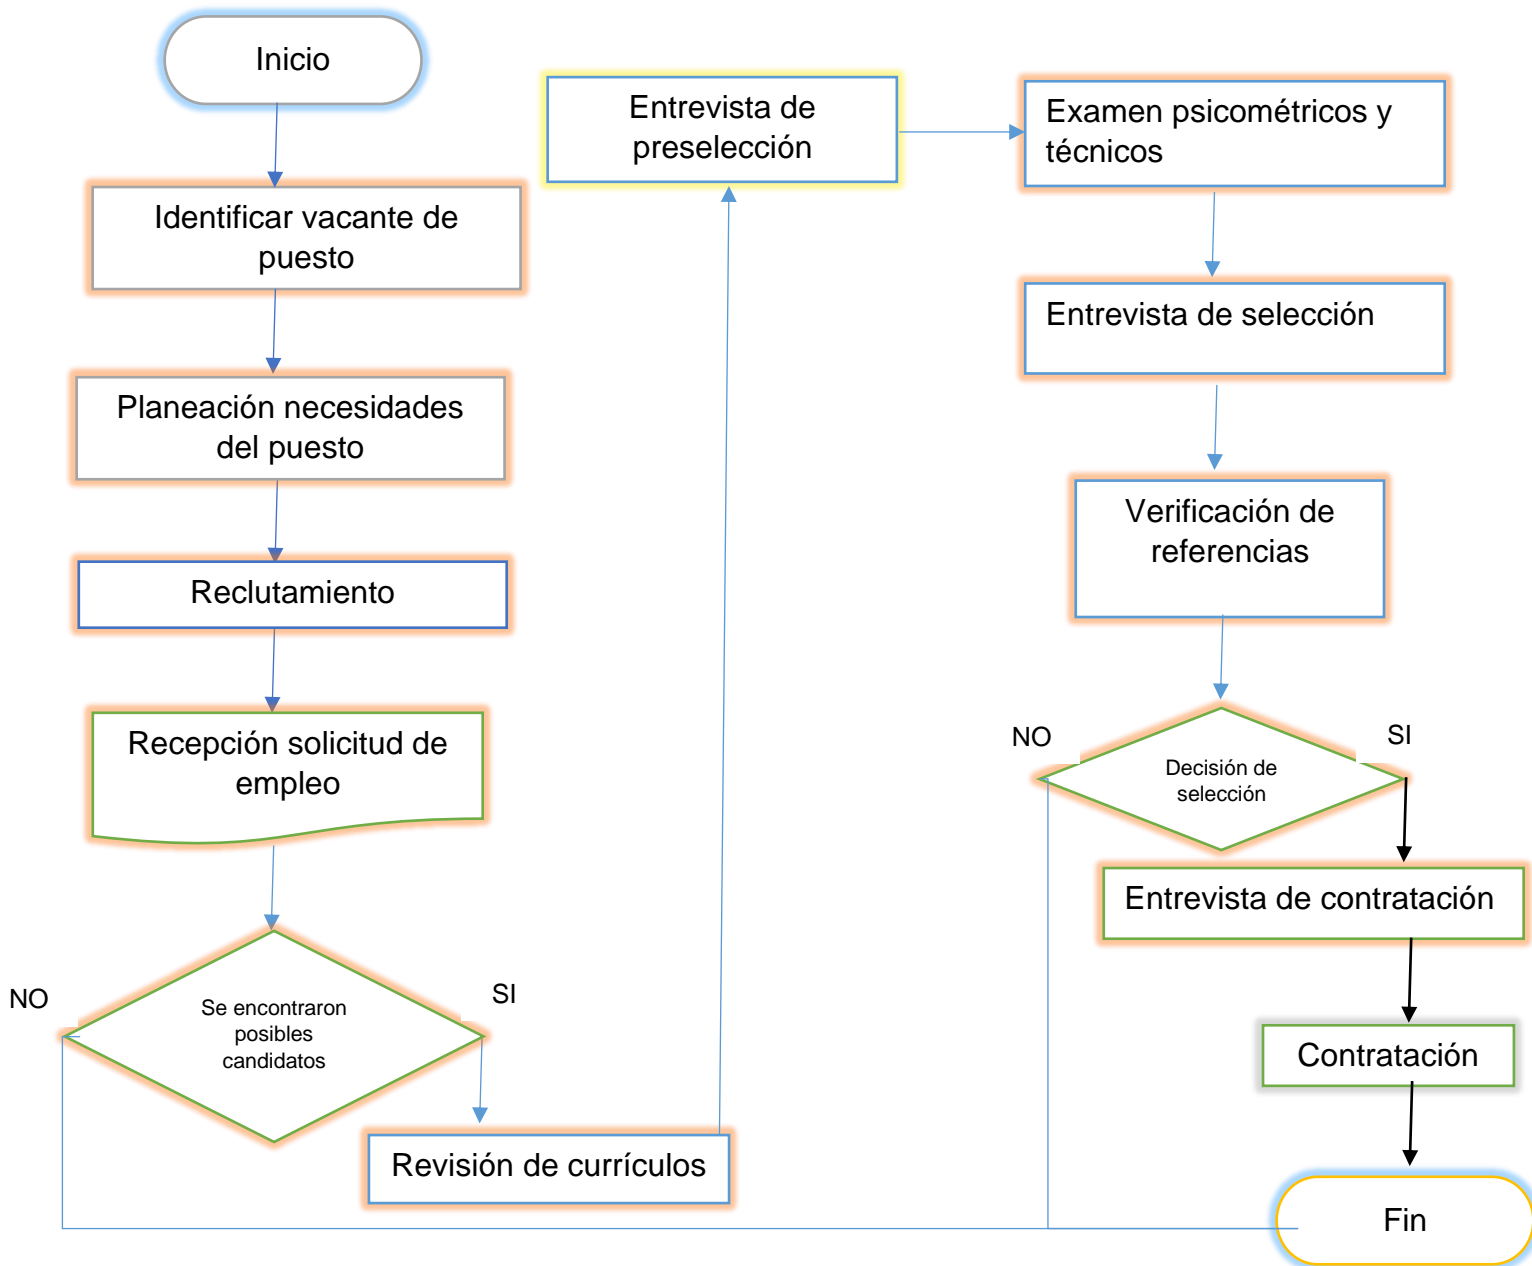 Inicio
Identificar vacante de
puesto
Planeación necesidades
del puesto
Reclutamiento
Recepción solicitud de
empleo
NO
SI
Se encontraron
posibles
candidatos
Revisión de currículos
Entrevista de
preselección
Examen psicométricos y
técnicos
Entrevista de selección
Verificación de
referencias
NO
SI
Decisión de
selección
Entrevista de contratación
Contratación
Fin